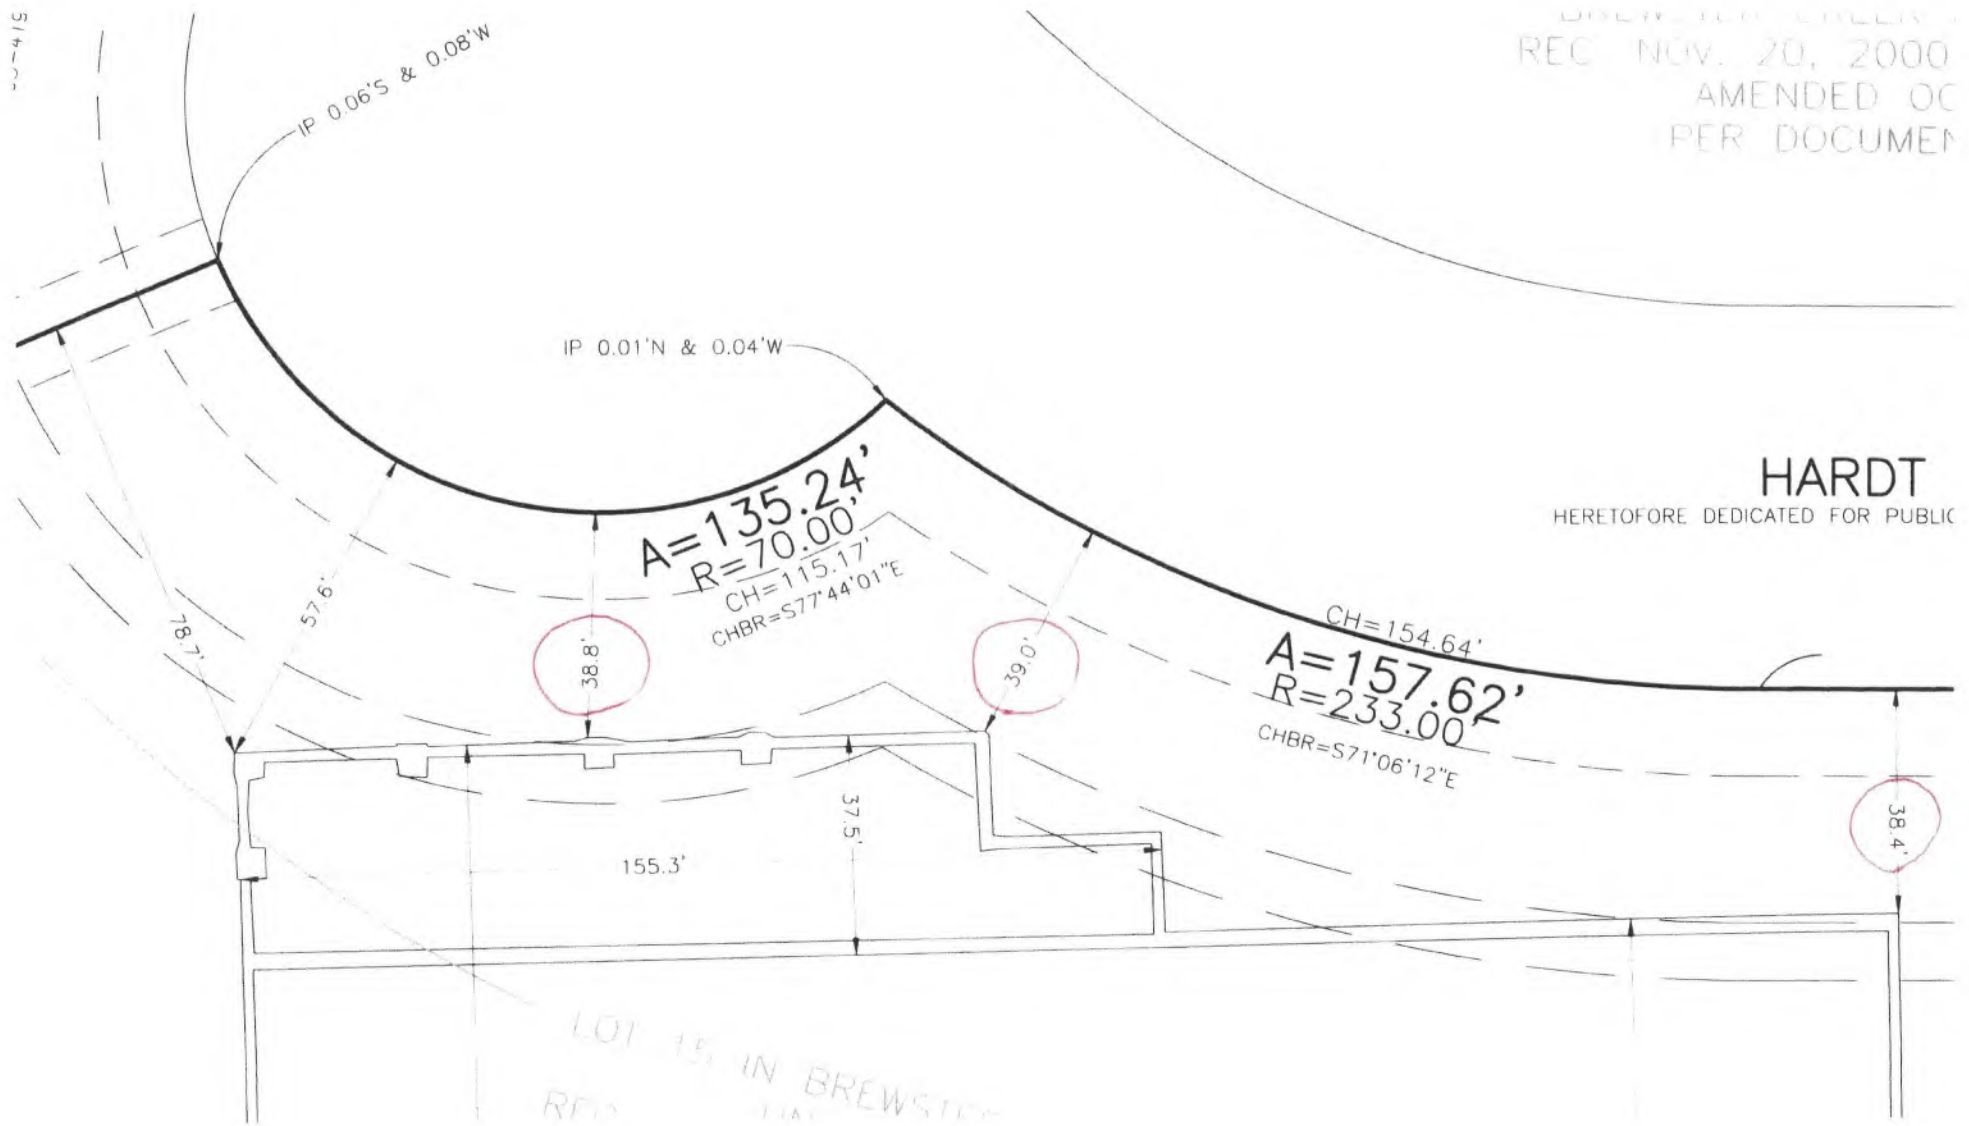 IP 0.06'S & 0.08'W
REC NOV. 20, 2000
AMENDED OC
PER DOCUMEN
IP 0.01'N & 0.04'W
HARDT
HERETOFORE DEDICATED FOR PUBLIC
A=135.24'
R=70.00'
CH=115.17'
CHBR=S77°44'01"E
78.7'
57.6'
38.8'
39.0'
CH=154.64'
A=157.62'
R=233.00'
CHBR=S71°06'12"E
38.4'
37.5'
155.3'
LOT 15, IN BREWSTER